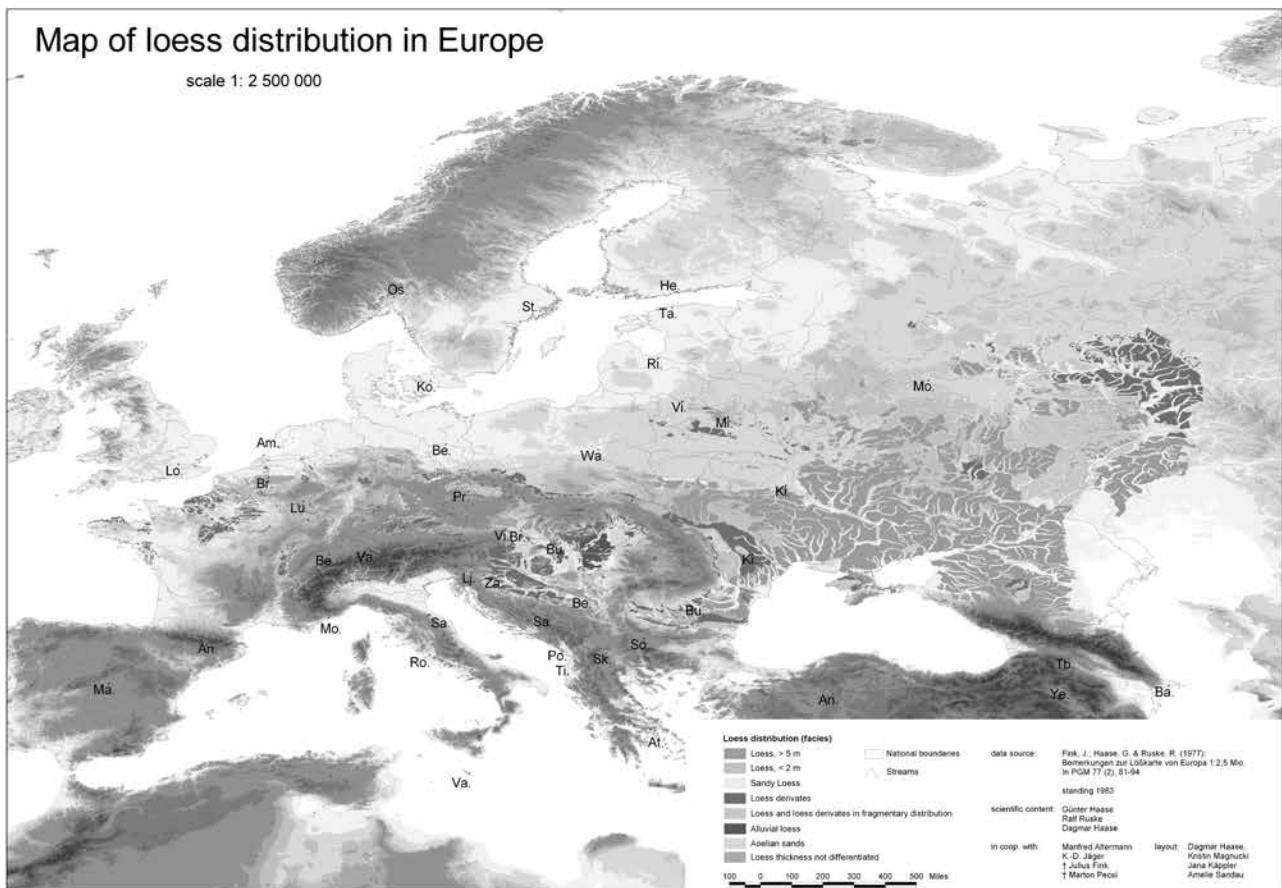 Map of loess distribution in Europe
scale 1: 2 500 000
Os.
He.
St.
Ta.
Ri.
Ko.
Mo.
Vi.
Mi.
Am.
Be.
Wa.
Lo.
Br.
Pr.
Ki.
Lu.
Vi.
Br.
Bu.
Be.
Va.
Ki.
Li.
Za.
Be.
Bu.
Mo.
Sa.
Sa.
An.
So.
Ro.
Po.
Sk.
Ti.
Tb.
Ma.
An.
Ye.
Ba.
At.
Va.
Loess distribution (facies)
Loess, > 5 m
Loess, < 2 m
Sandy Loess
Loess derivates
Loess and loess derivates in fragmentary distribution
Alluvial loess
Aoelian sands
Loess thickness not differentiated
National boundaries
Streams
100 0 100 200 300 400 500 Miles
data source: Fink, J.; Haase, G. & Ruske, R. (1977):
Bemerkungen zur Lößkarte von Europa 1:2,5 Mio.
In PGM 77 (2), 81-94
standing 1983
scientific content: Günter Haase
Ralf Ruske
Dagmar Haase
in coop. with: Manfred Altermann
K.-D. Jäger
† Julius Fink
† Marton Pecsi
layout: Dagmar Haase,
Kristin Magnucki
Jana Käppler
Amelie Sandau